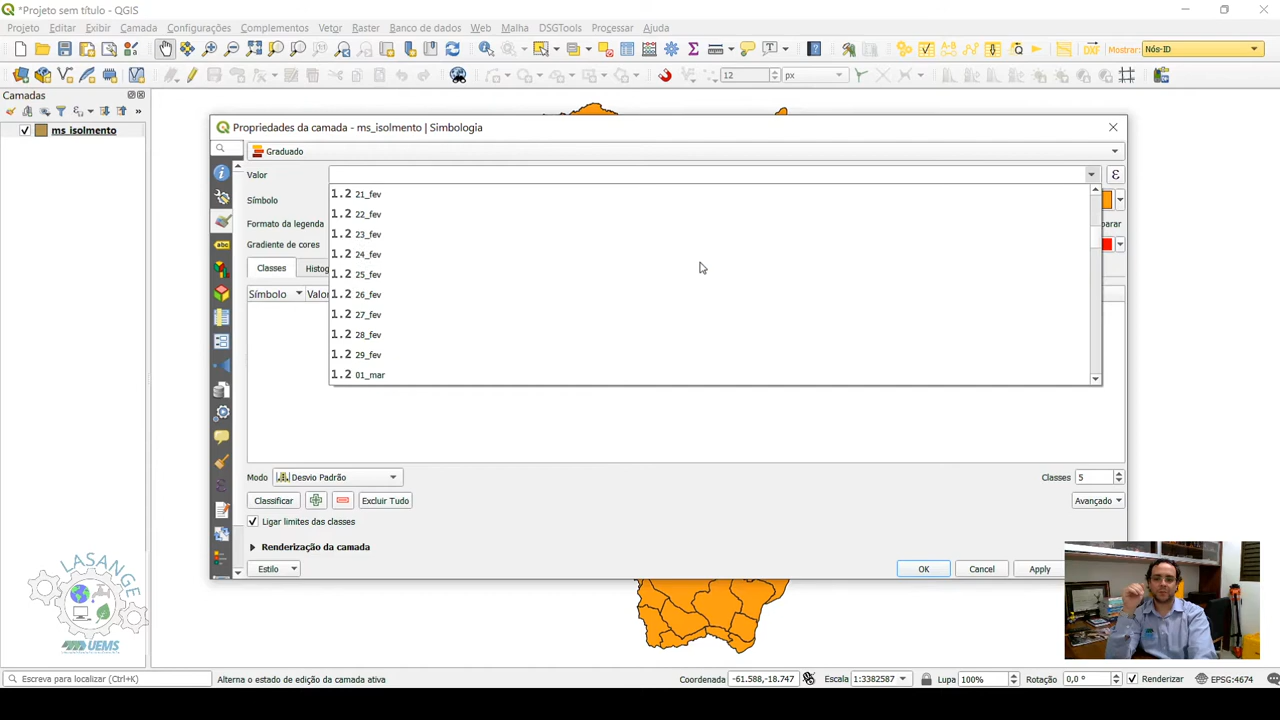 *Projeto sem título - QGIS
Projeto Editar Exibir Camada Configurações Complementos Vetor Raster Banco de dados Web Malha DSGTools Processar Ajuda
Mostrar: Nós-ID
12 px
Camadas
ms_isolmento
Propriedades da camada - ms_isolmento | Simbologia
Graduado
Valor
Símbolo
Formato da legenda
Gradiente de cores
Classes Histog
Símbolo Valor
1.2 21_fev
1.2 22_fev
1.2 23_fev
1.2 24_fev
1.2 25_fev
1.2 26_fev
1.2 27_fev
1.2 28_fev
1.2 29_fev
1.2 01_mar
parar
Modo Desvio Padrão Classes 5
Classificar Excluir Tudo Avançado
Ligar limites das classes
Renderização da camada
Estilo OK Cancel Apply
LASANGE
UEMS
Escreva para localizar (Ctrl+K) Alterna o estado de edição da camada ativa Coordenada -61.588,-18.747 Escala 1:3382587 Lupa 100% Rotação 0,0 ° Renderizar EPSG:4674